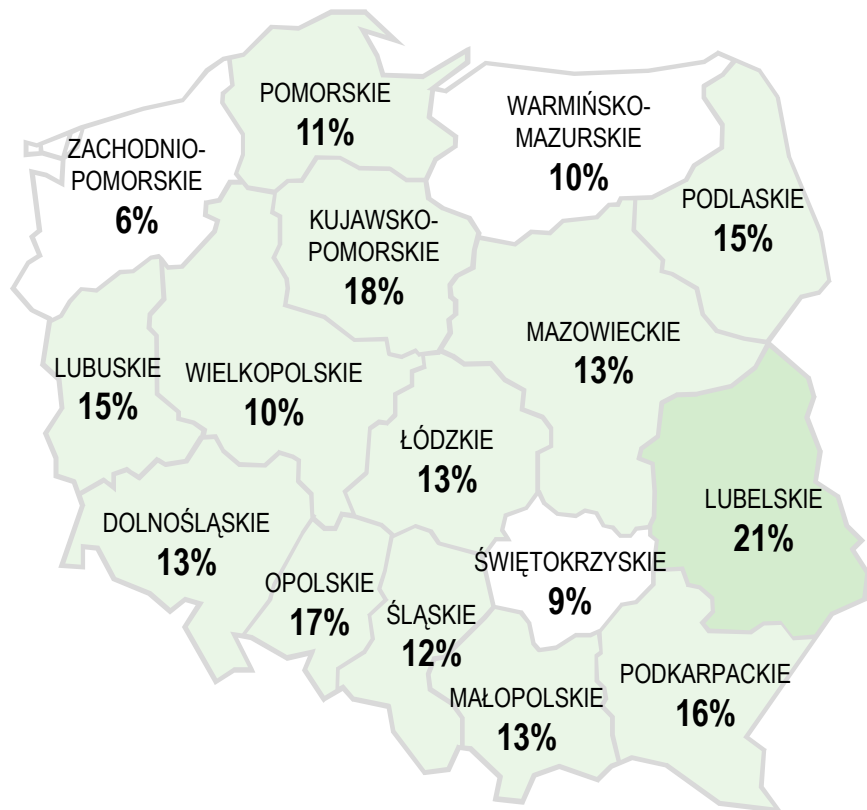 POMORSKIE
11%
WARMIŃSKO-
MAZURSKIE
10%
ZACHODNIO-
POMORSKIE
6%
PODLASKIE
15%
KUJAWSKO-
POMORSKIE
18%
MAZOWIECKIE
13%
LUBUSKIE
15%
WIELKOPOLSKIE
10%
ŁÓDZKIE
13%
LUBELSKIE
21%
DOLNOŚLĄSKIE
13%
ŚWIĘTOKRZYSKIE
9%
OPOLSKIE
17%
ŚLĄSKIE
12%
PODKARPACKIE
16%
MAŁOPOLSKIE
13%